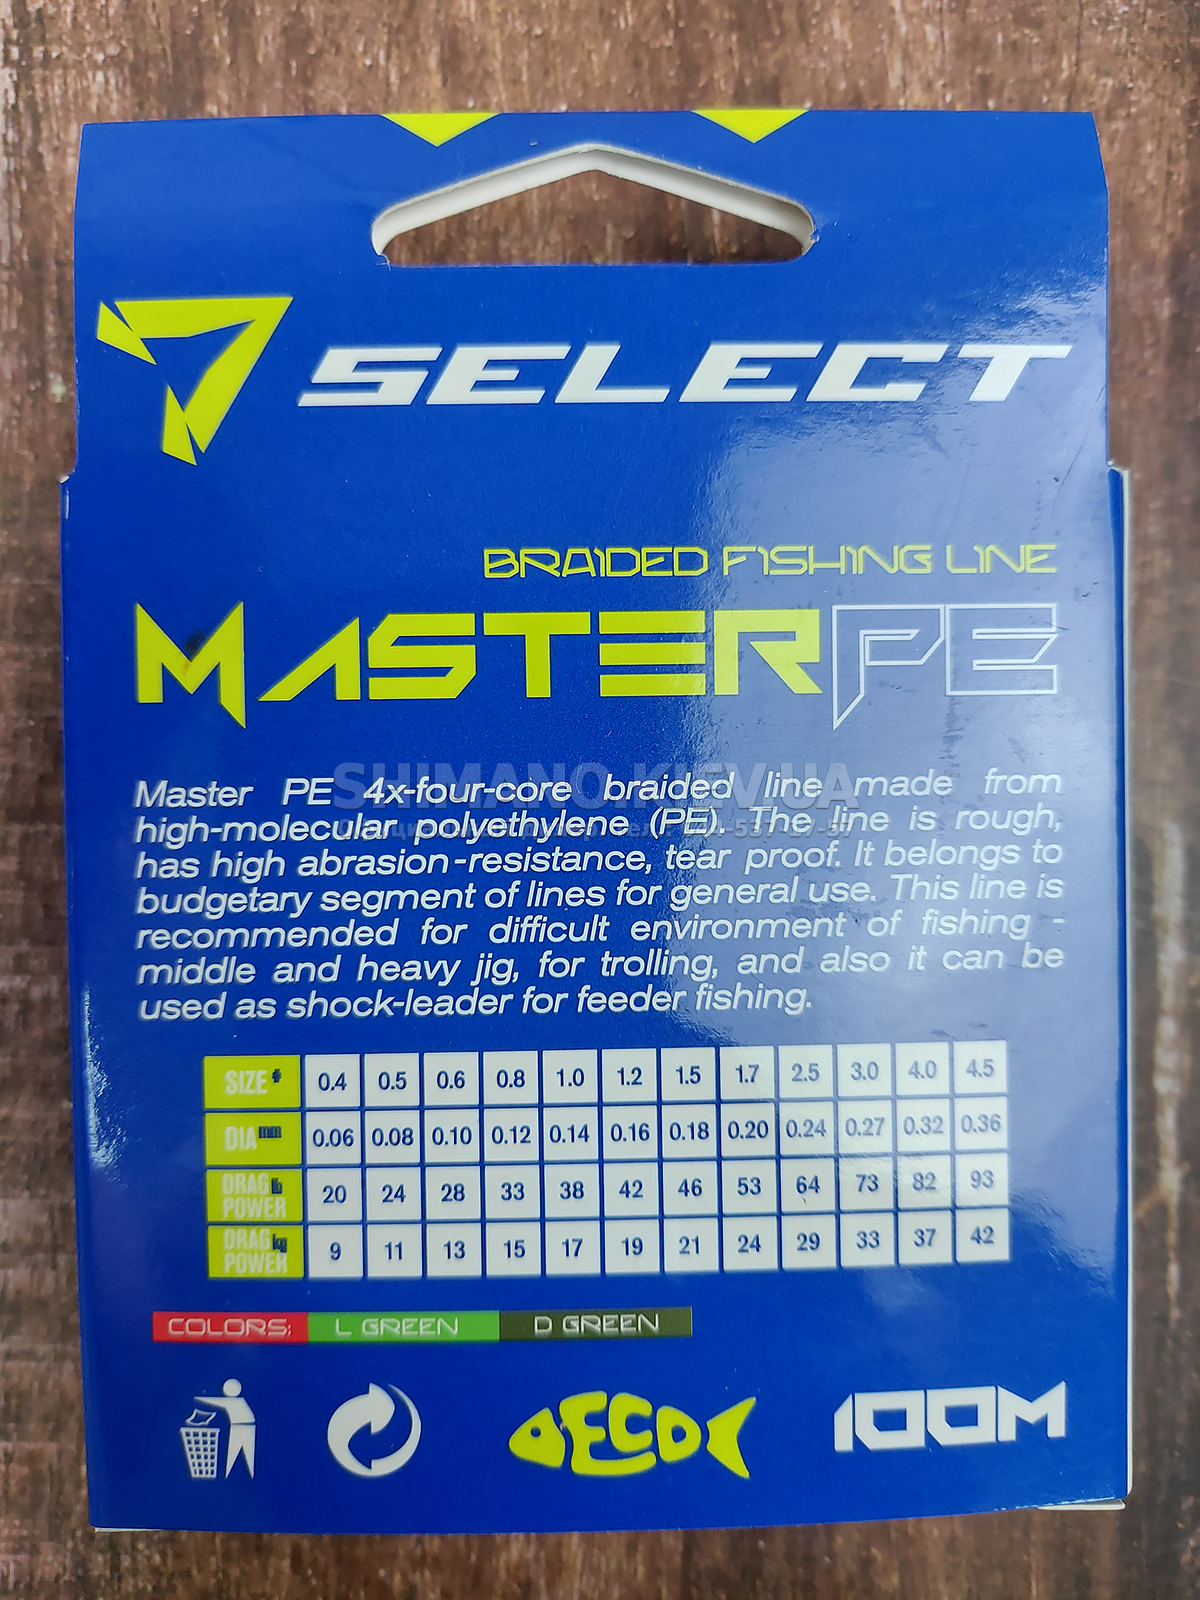 SELECT
BRAIDED FISHING LINE
MASTER PE
Master PE 4x-four-core braided line made from
high-molecular polyethylene (PE). The line is rough,
has high abrasion-resistance, tear proof. It belongs to
budgetary segment of lines for general use. This line is
recommended for difficult environment of fishing -
middle and heavy jig, for trolling, and also it can be
used as shock-leader for feeder fishing.
SHIMANO.KIEV.UA
SIZE # 0.4 0.5 0.6 0.8 1.0 1.2 1.5 1.7 2.5 3.0 4.0 4.5
DIA mm 0.06 0.08 0.10 0.12 0.14 0.16 0.18 0.20 0.24 0.27 0.32 0.36
DRAG POWER lb 20 24 28 33 38 42 46 53 64 73 82 93
DRAG POWER kg 9 11 13 15 17 19 21 24 29 33 37 42
COLORS: L GREEN D GREEN
ECO 100M